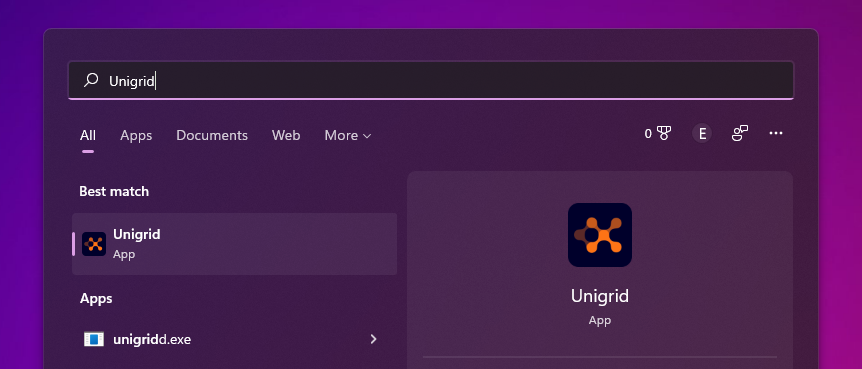 Unigrid
All Apps Documents Web More 0 E
Best match
Unigrid
App
Apps
unigridd.exe
Unigrid
App